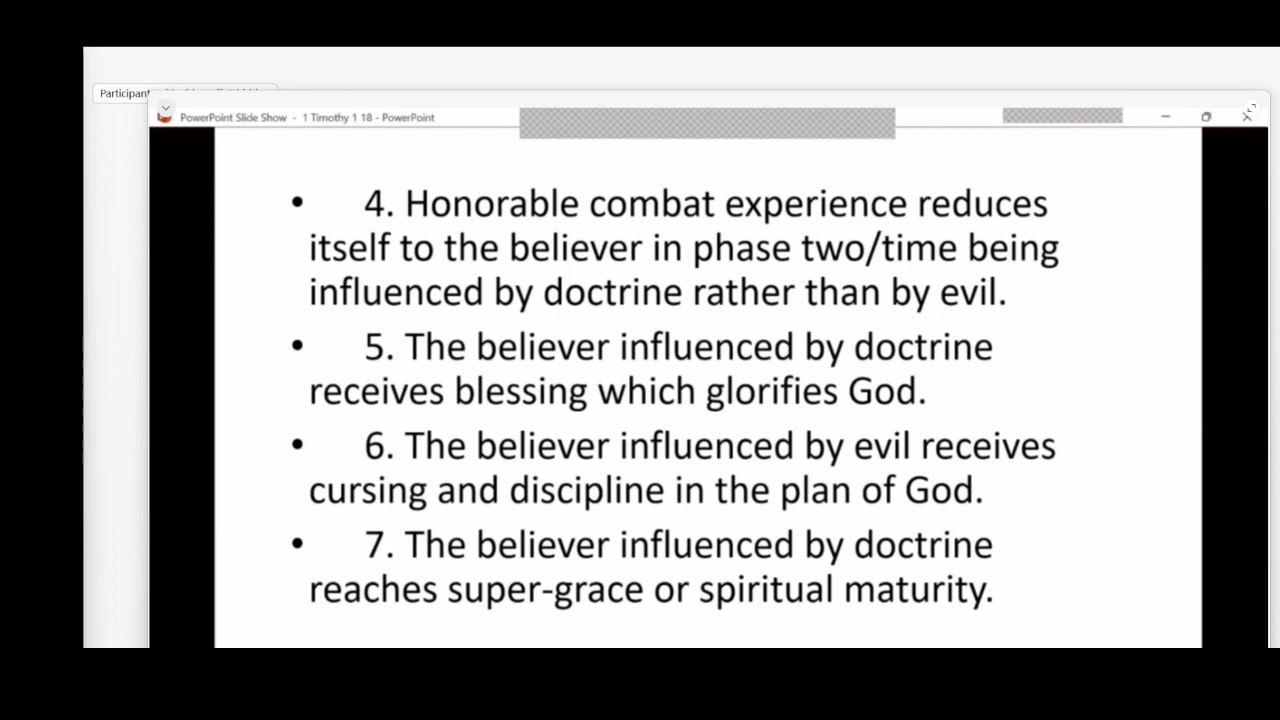 Participant
PowerPoint Slide Show - 1 Timothy 1 18 - PowerPoint
• 4. Honorable combat experience reduces
itself to the believer in phase two/time being
influenced by doctrine rather than by evil.
• 5. The believer influenced by doctrine
receives blessing which glorifies God.
• 6. The believer influenced by evil receives
cursing and discipline in the plan of God.
• 7. The believer influenced by doctrine
reaches super-grace or spiritual maturity.